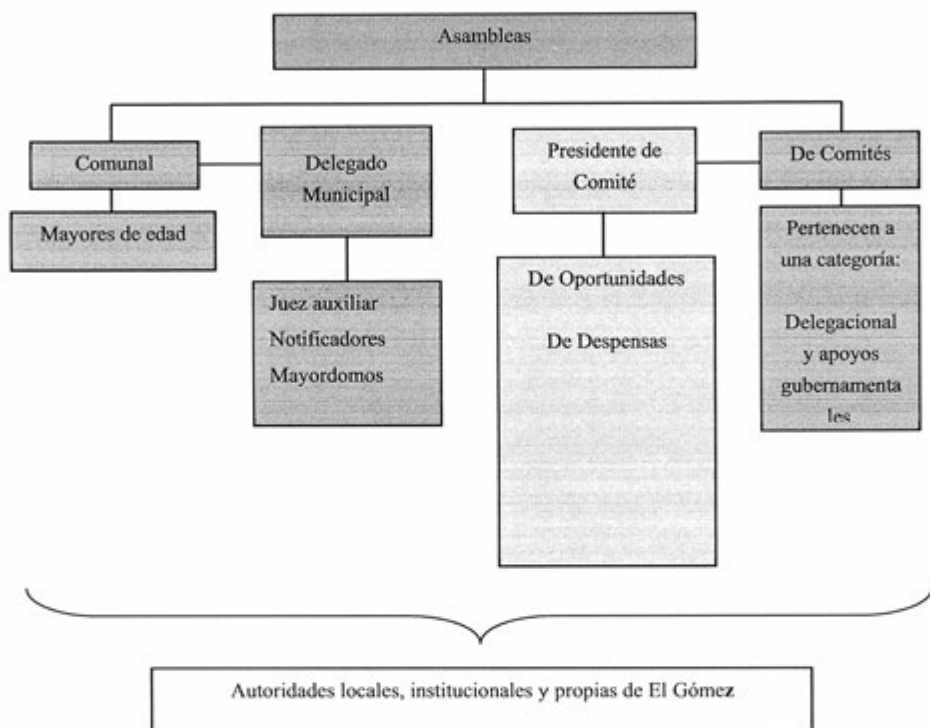 Asambleas
Comunal
Mayores de edad
Delegado
Municipal
Juez auxiliar
Notificadores
Mayordomos
Presidente de
Comité
De Oportunidades
De Despensas
De Comités
Pertenecen a
una categoría:
Delegacional
y apoyos
gubernamenta
les
Autoridades locales, institucionales y propias de El Gómez